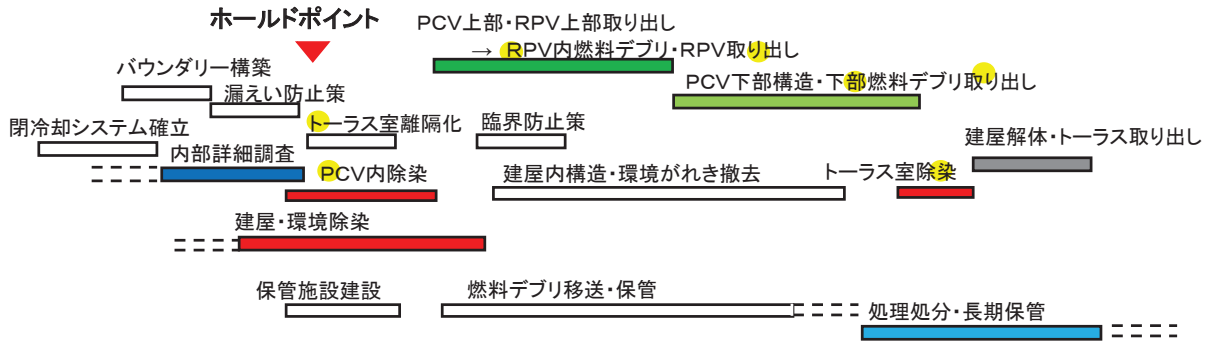 ホールドポイント
PCV上部・RPV上部取り出し
→ RPV内燃料デブリ・RPV取り出し
バウンダリー構築
漏えい防止策
PCV下部構造・下部燃料デブリ取り出し
閉冷却システム確立
トーラス室離隔化
臨界防止策
建屋解体・トーラス取り出し
内部詳細調査
PCV内除染
建屋内構造・環境がれき撤去
トーラス室除染
建屋・環境除染
保管施設建設
燃料デブリ移送・保管
処理処分・長期保管